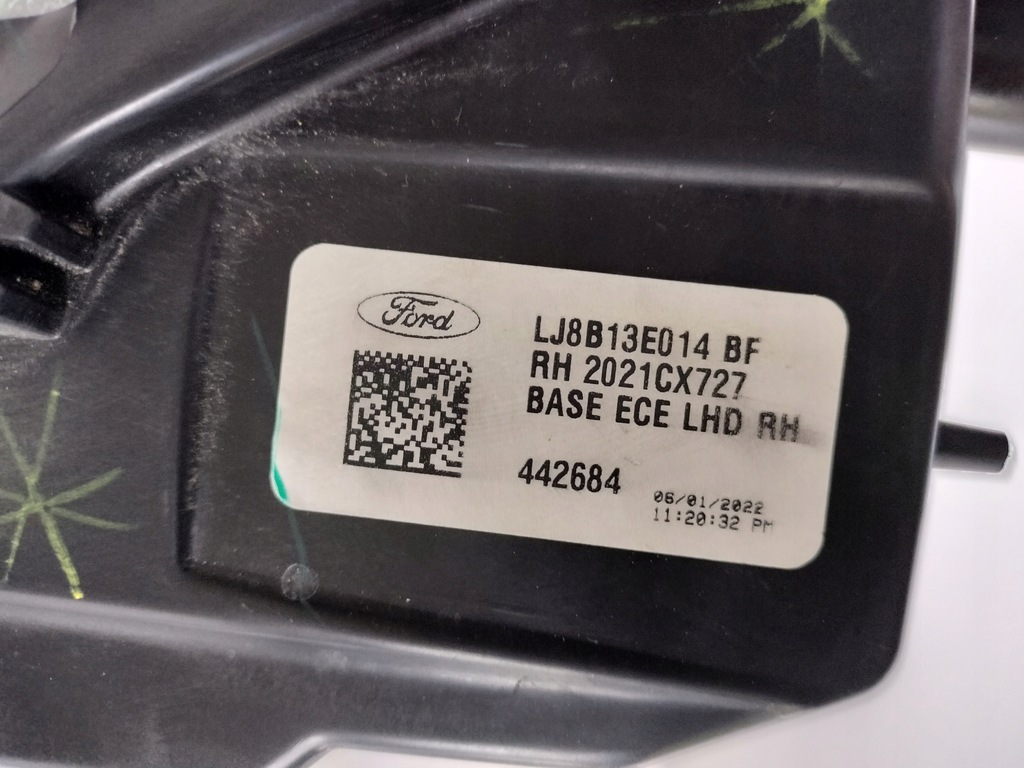 Ford
LJ8B13E014 BF
RH 2021CX727
BASE ECE LHD RH
442684
06/01/2022
11:20:32 PM